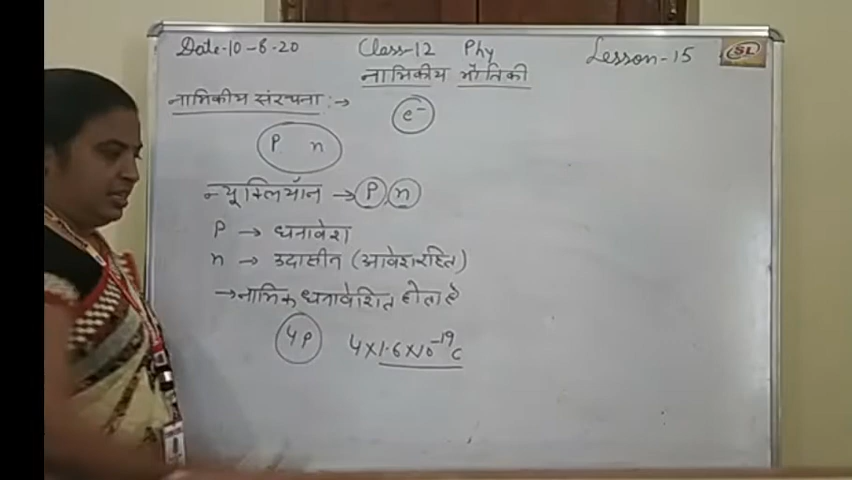 Date-10-8-20 Class-12 Phy Lesson-15 SL
नाभिकीय भौतिकी
नाभिकीय संरचना :→ e⁻
P n
न्यूक्लियॉन → P, n
P → धनावेश
n → उदासीन (आवेशरहित)
→ नाभिक धनावेशित होता है
4P 4×1.6×10⁻¹⁹C